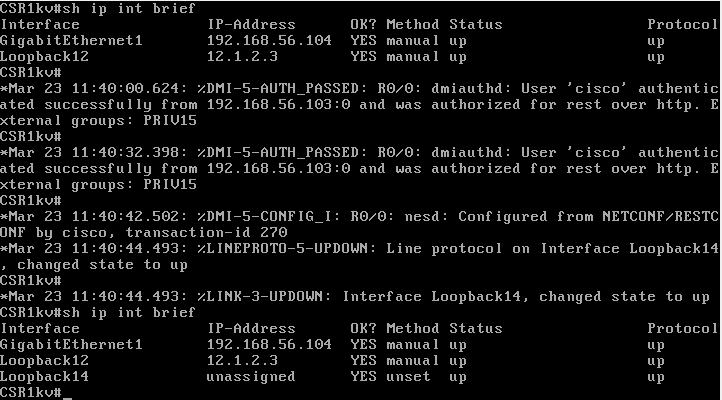 CSR1kv#sh ip int brief
Interface              IP-Address      OK? Method Status                Protocol
GigabitEthernet1       192.168.56.104  YES manual up                    up
Loopback12             12.1.2.3        YES manual up                    up
CSR1kv#
*Mar 23 11:40:00.624: %DMI-5-AUTH_PASSED: R0/0: dmiauthd: User 'cisco' authentic
ated successfully from 192.168.56.103:0 and was authorized for rest over http. E
xternal groups: PRIV15
CSR1kv#
*Mar 23 11:40:32.398: %DMI-5-AUTH_PASSED: R0/0: dmiauthd: User 'cisco' authentic
ated successfully from 192.168.56.103:0 and was authorized for rest over http. E
xternal groups: PRIV15
CSR1kv#
*Mar 23 11:40:42.502: %DMI-5-CONFIG_I: R0/0: nesd: Configured from NETCONF/RESTC
ONF by cisco, transaction-id 270
*Mar 23 11:40:44.493: %LINEPROTO-5-UPDOWN: Line protocol on Interface Loopback14
, changed state to up
CSR1kv#
*Mar 23 11:40:44.493: %LINK-3-UPDOWN: Interface Loopback14, changed state to up
CSR1kv#sh ip int brief
Interface              IP-Address      OK? Method Status                Protocol
GigabitEthernet1       192.168.56.104  YES manual up                    up
Loopback12             12.1.2.3        YES manual up                    up
Loopback14             unassigned      YES unset  up                    up
CSR1kv#_